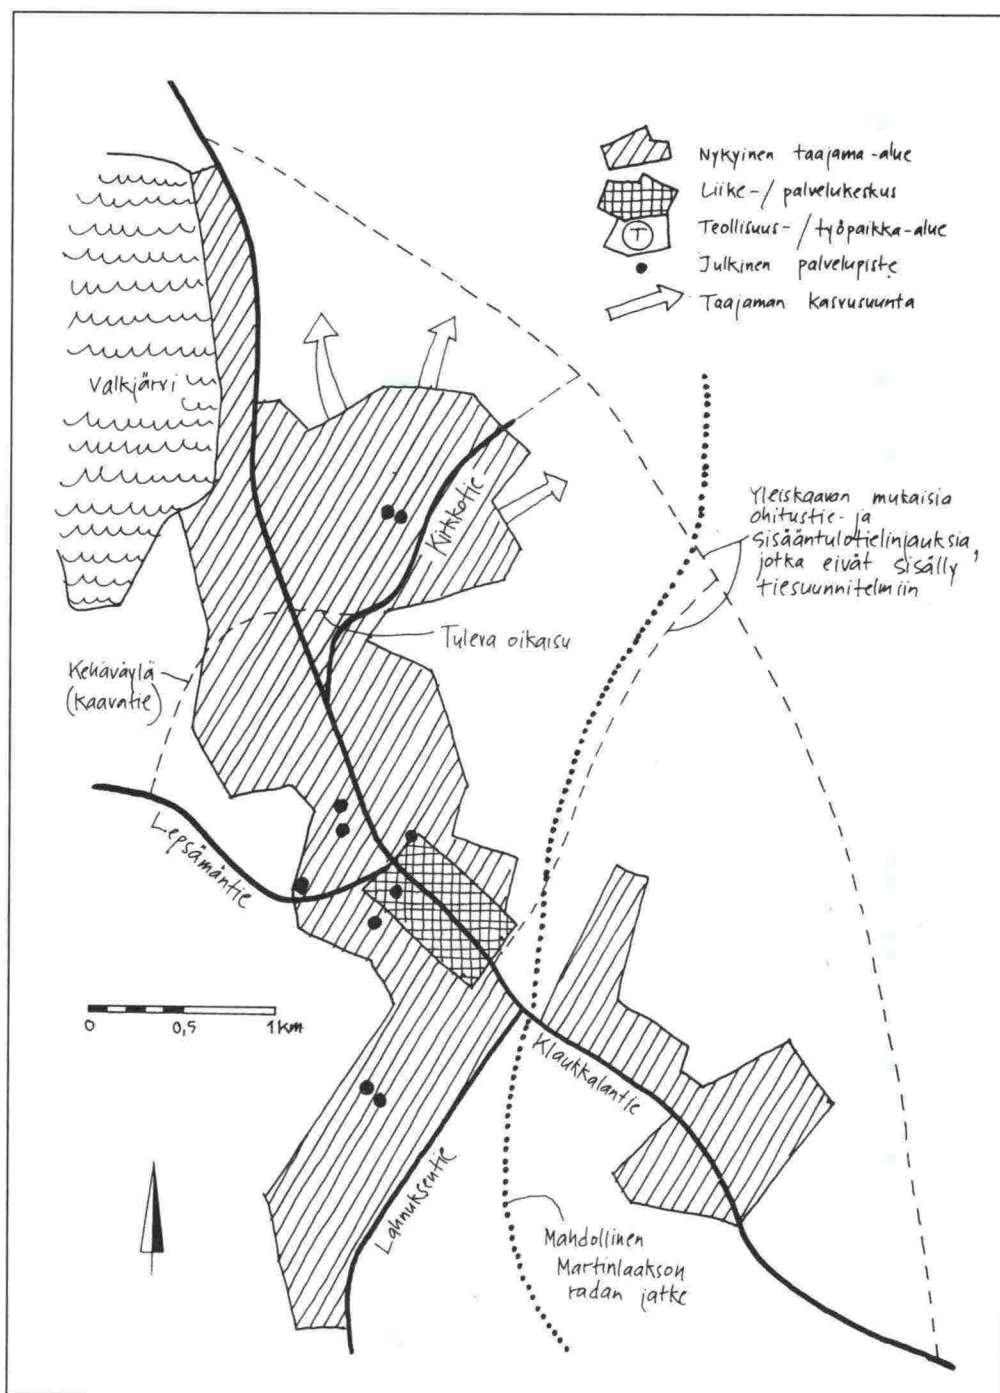 Nykyinen taajama-alue
Liike-/palvelukeskus
T
Teollisuus-/työpaikka-alue
Julkinen palvelupiste
Taajaman kasvusuunta
Valkjärvi
Kirkkotie
Yleiskaavan mukaisia
ohitustie- ja
sisääntulotielinjauksia,
jotka eivät sisälly
tiesuunnitelmiin
Tuleva oikaisu
Kehäväylä
(kaavatie)
Lepsämäntie
0 0,5 1km
Klaukkalantie
Lahnuksentie
Mahdollinen
Martinlaakson
radan jatke